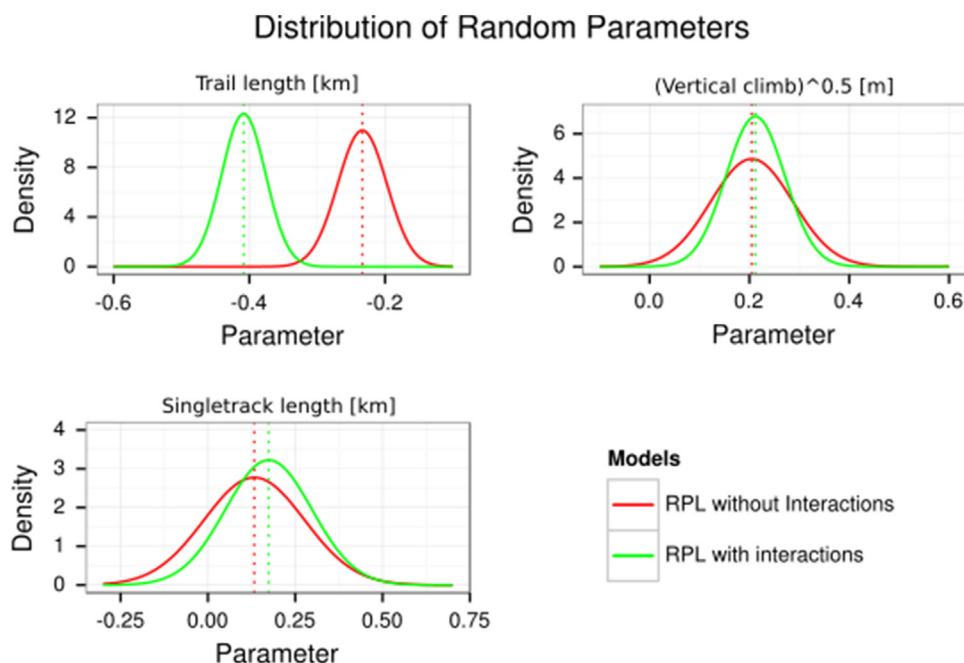 Distribution of Random Parameters
Trail length [km]
Density
12
8
4
0
-0.6
-0.4
-0.2
Parameter
(Vertical climb)^0.5 [m]
Density
6
4
2
0
0.0
0.2
0.4
0.6
Parameter
Singletrack length [km]
Density
4
3
2
1
0
-0.25
0.00
0.25
0.50
0.75
Parameter
Models
RPL without Interactions
RPL with interactions